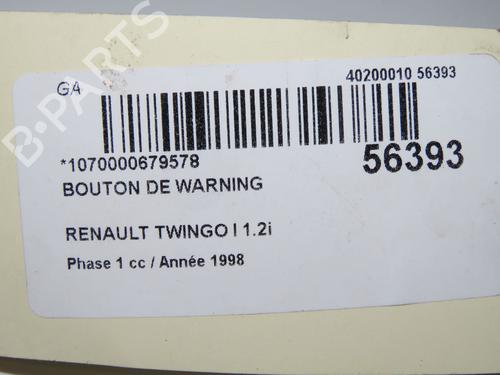 GA
40200010 56393
*1070000679578
56393
BOUTON DE WARNING
RENAULT TWINGO I 1.2i
Phase 1 cc / Année 1998
B-PARTS